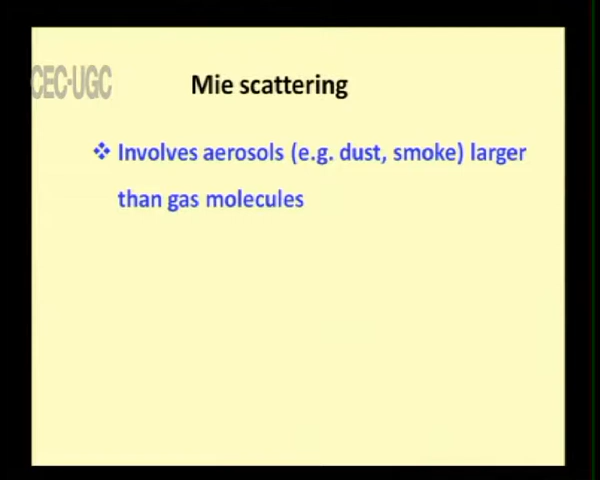 CEC-UGC
Mie scattering
❖ Involves aerosols (e.g. dust, smoke) larger
than gas molecules